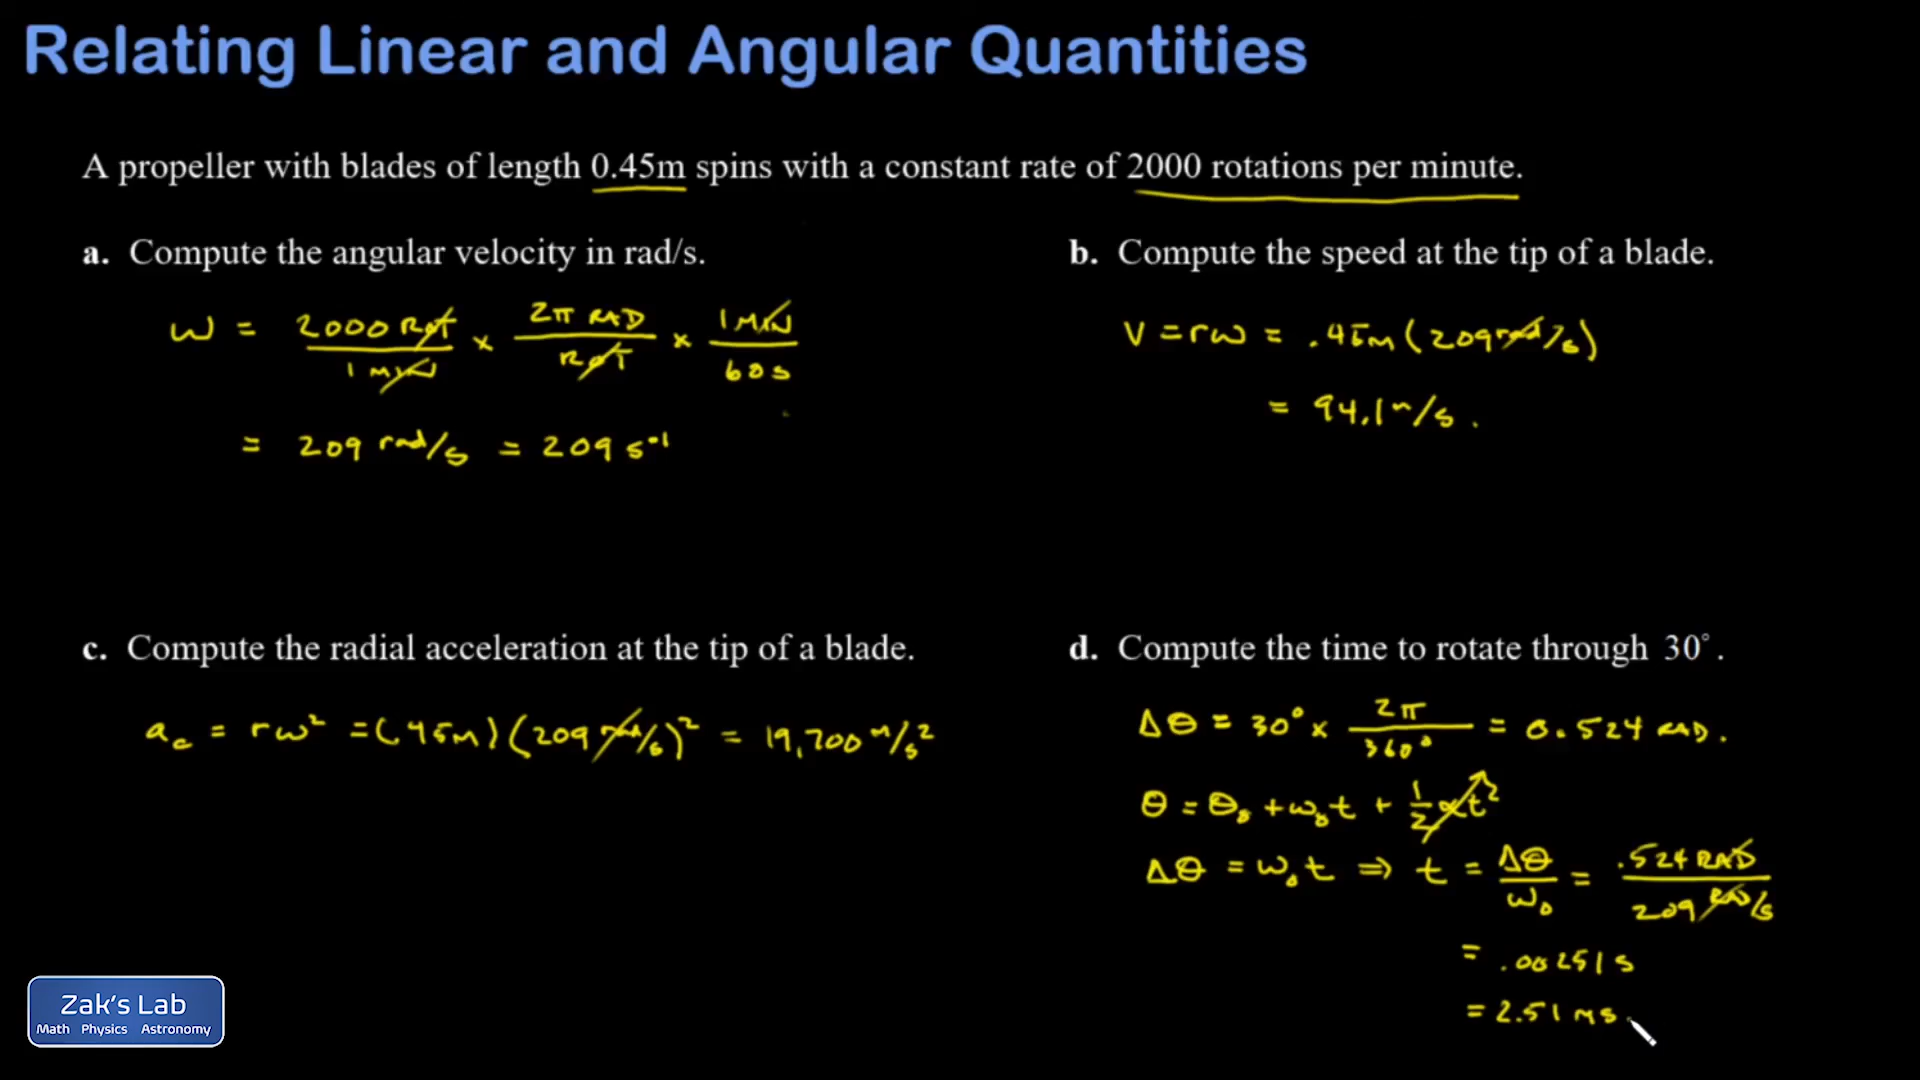 Relating Linear and Angular Quantities
A propeller with blades of length 0.45m spins with a constant rate of 2000 rotations per minute.
a. Compute the angular velocity in rad/s.
ω = 2000 ROT / 1 MIN × 2π RAD / ROT × 1 MIN / 60 s
= 209 rad/s = 209 s⁻¹
b. Compute the speed at the tip of a blade.
V = rω = .45m (209 rad/s)
= 94.1 m/s.
c. Compute the radial acceleration at the tip of a blade.
a_c = rω² = (.45m)(209 rad/s)² = 19,700 m/s²
d. Compute the time to rotate through 30°.
Δθ = 30° × 2π / 360° = 0.524 RAD.
θ = θ₀ + ω₀t + ½αt²
Δθ = ω₀t ⇒ t = Δθ / ω₀ = .524 RAD / 209 RAD/s
= .00251 s
= 2.51 ms.
Zak's Lab
Math Physics Astronomy